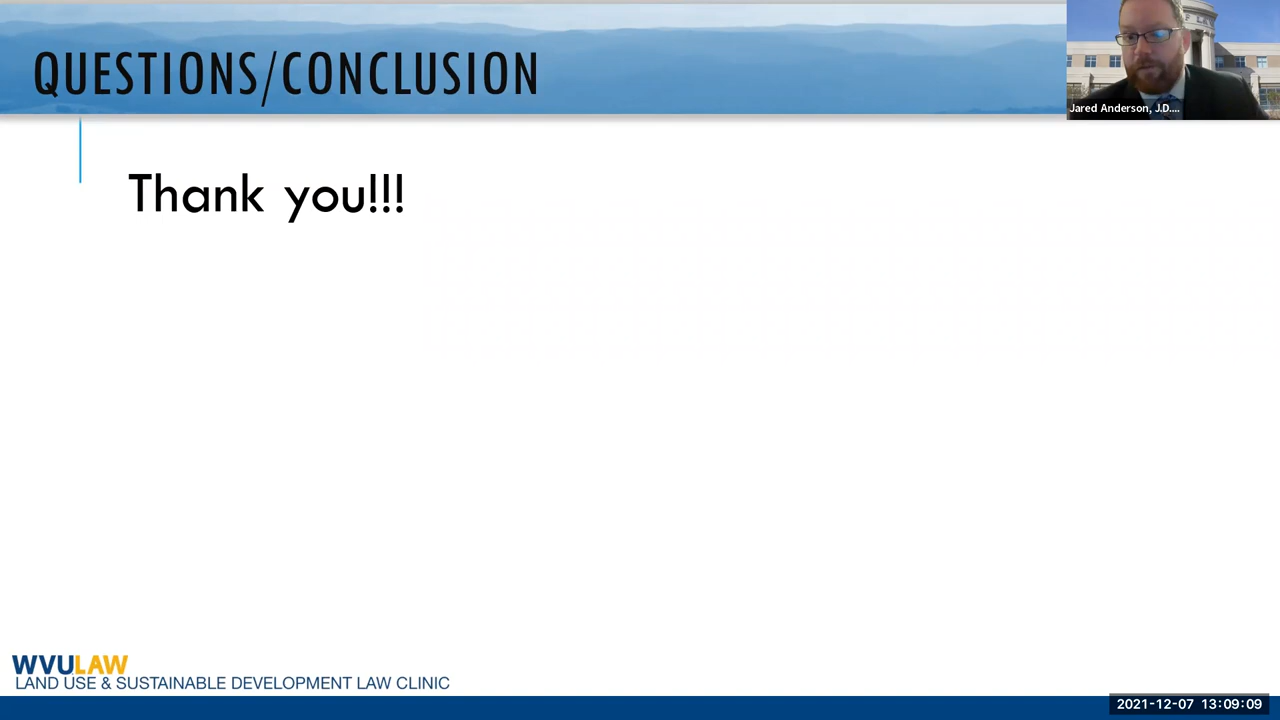 QUESTIONS/CONCLUSION
Jared Anderson, J.D....
Thank you!!!
WVULAW
LAND USE & SUSTAINABLE DEVELOPMENT LAW CLINIC
2021-12-07 13:09:09